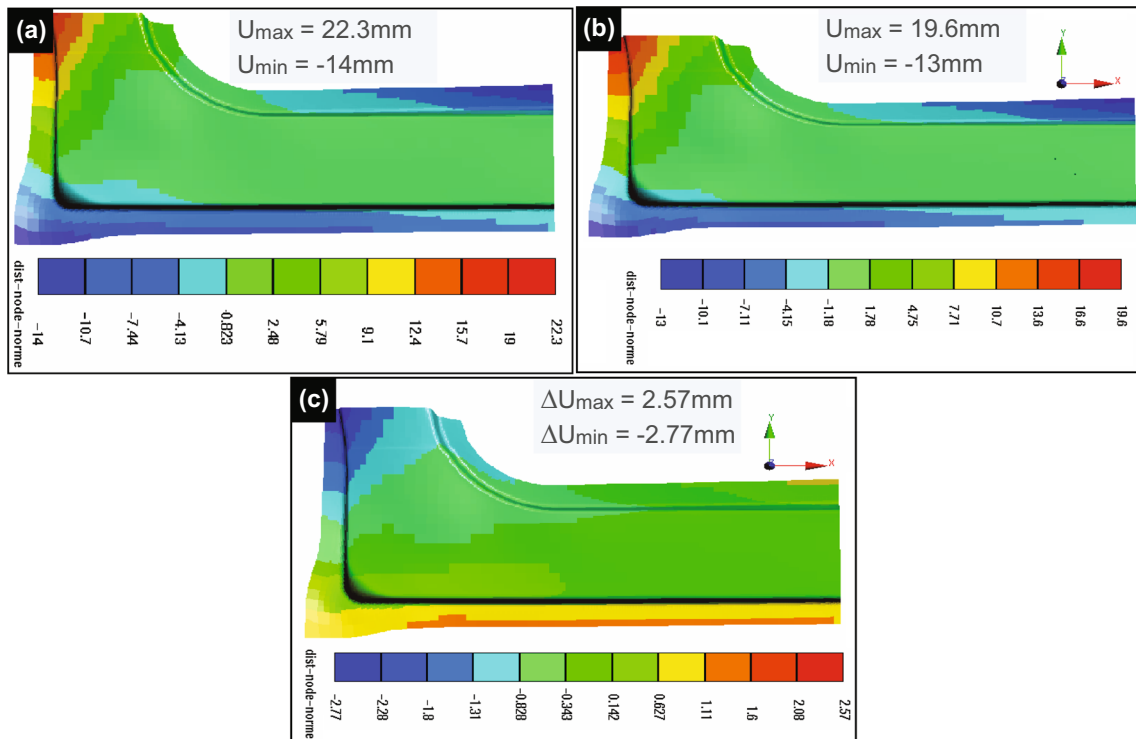 (a)
Umax = 22.3mm
Umin = -14mm
dist-node-norme
-14
-10.7
-7.44
-4.13
-0.823
2.48
5.79
9.1
12.4
15.7
19
22.3
(b)
Umax = 19.6mm
Umin = -13mm
Y
X
Z
dist-node-norme
-13
-10.1
-7.11
-4.15
-1.18
1.78
4.75
7.71
10.7
13.6
16.6
19.6
(c)
ΔUmax = 2.57mm
ΔUmin = -2.77mm
Y
X
Z
dist-node-norme
-2.77
-2.28
-1.8
-1.31
-0.828
-0.343
0.142
0.627
1.11
1.6
2.08
2.57